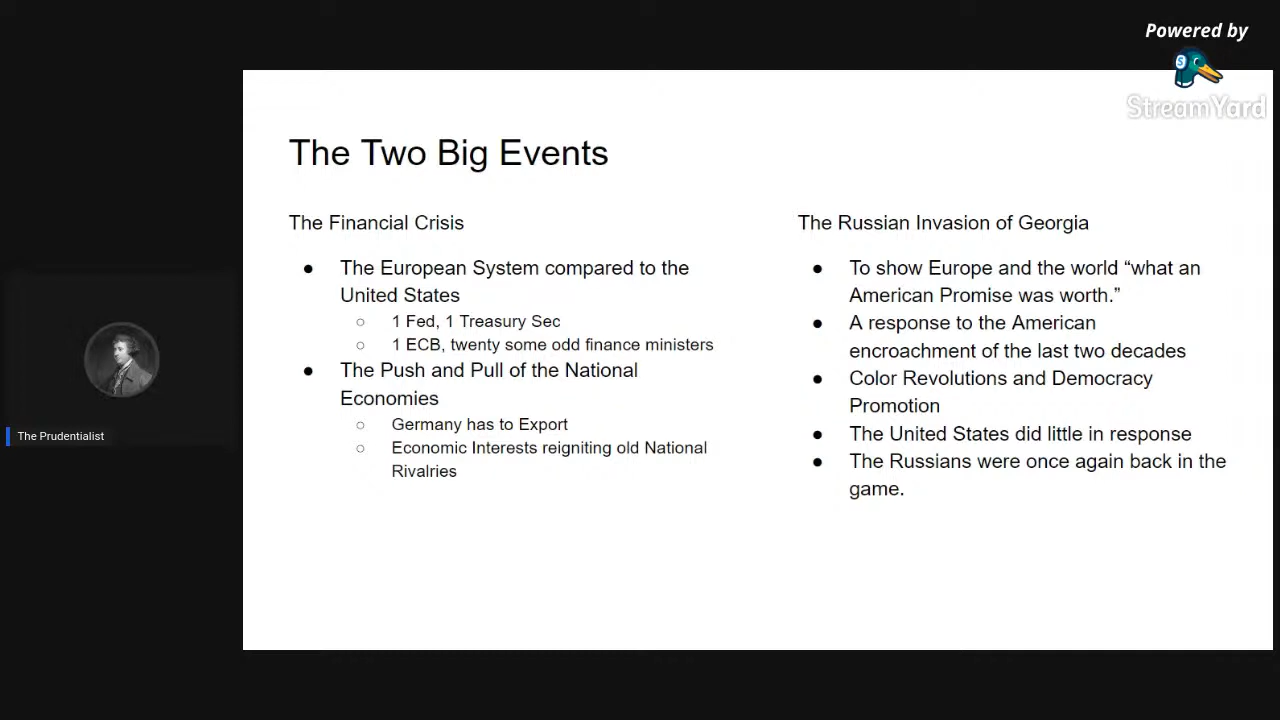 Powered by
StreamYard
The Two Big Events
The Financial Crisis
● The European System compared to the
United States
○ 1 Fed, 1 Treasury Sec
○ 1 ECB, twenty some odd finance ministers
● The Push and Pull of the National
Economies
○ Germany has to Export
○ Economic Interests reigniting old National
Rivalries
The Russian Invasion of Georgia
● To show Europe and the world “what an
American Promise was worth.”
● A response to the American
encroachment of the last two decades
● Color Revolutions and Democracy
Promotion
● The United States did little in response
● The Russians were once again back in the
game.
The Prudentialist